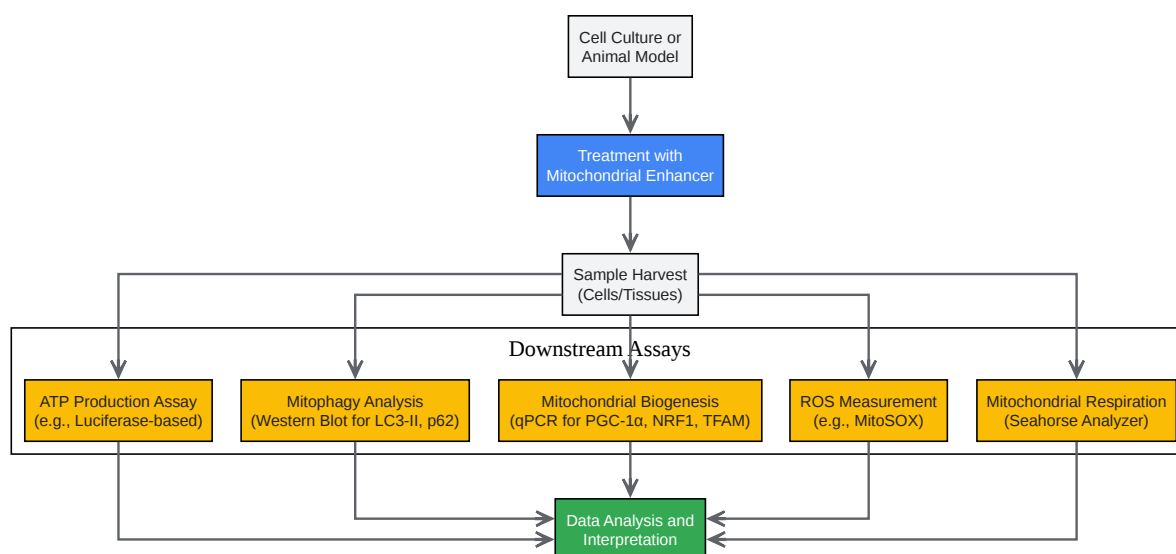 Cell Culture or
Animal Model
Treatment with
Mitochondrial Enhancer
Sample Harvest
(Cells/Tissues)
Downstream Assays
ATP Production Assay
(e.g., Luciferase-based)
Mitophagy Analysis
(Western Blot for LC3-II, p62)
Mitochondrial Biogenesis
(qPCR for PGC-1α, NRF1, TFAM)
ROS Measurement
(e.g., MitoSOX)
Mitochondrial Respiration
(Seahorse Analyzer)
Data Analysis and
Interpretation